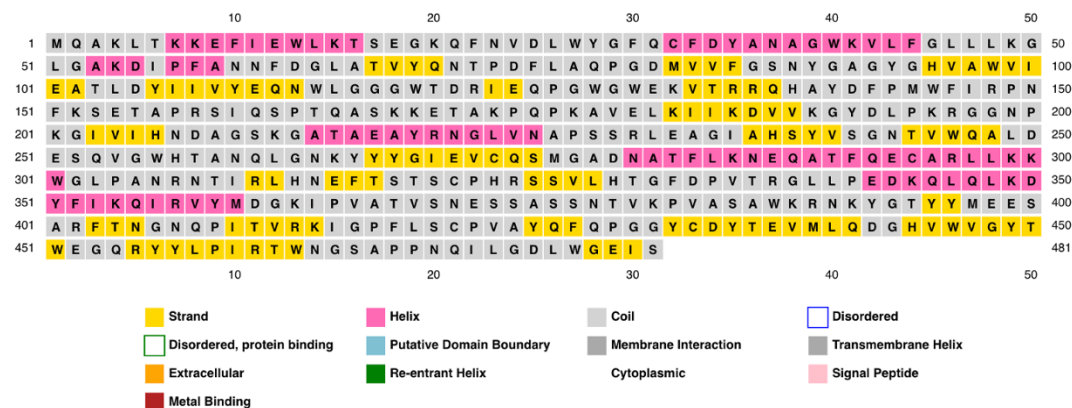 10 20 30 40 50
1 M Q A K L T K K E F I E W L K T S E G K Q F N V D L W Y G F Q C F D Y A N A G W K V L F G L L L K G 50
51 L G A K D I P F A N N F D G L A T V Y Q N T P D F L A Q P G D M V V F G S N Y G A G Y G H V A W V I 100
101 E A T L D Y I I V Y E Q N W L G G G W T D R I E Q P G W G W E K V T R R Q H A Y D F P M W F I R P N 150
151 F K S E T A P R S I Q S P T Q A S K K E T A K P Q P K A V E L K I I K D V V K G Y D L P K R G G N P 200
201 K G I V I H N D A G S K G A T A E A Y R N G L V N A P S S R L E A G I A H S Y V S G N T V W Q A L D 250
251 E S Q V G W H T A N Q L G N K Y Y Y G I E V C Q S M G A D N A T F L K N E Q A T F Q E C A R L L K K 300
301 W G L P A N R N T I R L H N E F T S T S C P H R S S V L H T G F D P V T R G L L P E D K Q L Q L K D 350
351 Y F I K Q I R V Y M D G K I P V A T V S N E S S A S S N T V K P V A S A W K R N K Y G T Y Y M E E S 400
401 A R F T N G N Q P I T V R K I G P F L S C P V A Y Q F Q P G G Y C D Y T E V M L Q D G H V W V G Y T 450
451 W E G Q R Y Y L P I R T W N G S A P P N Q I L G D L W G E I S 481
10 20 30 40 50
Strand Helix Coil Disordered
Disordered, protein binding Putative Domain Boundary Membrane Interaction Transmembrane Helix
Extracellular Re-entrant Helix Cytoplasmic Signal Peptide
Metal Binding